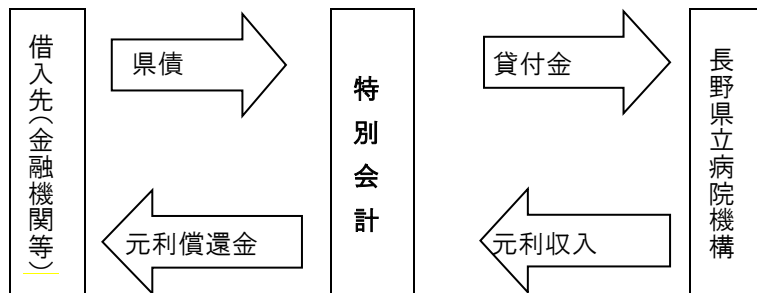 借入先（金融機関等）
県債
特別会計
貸付金
長野県立病院機構
元利償還金
元利収入